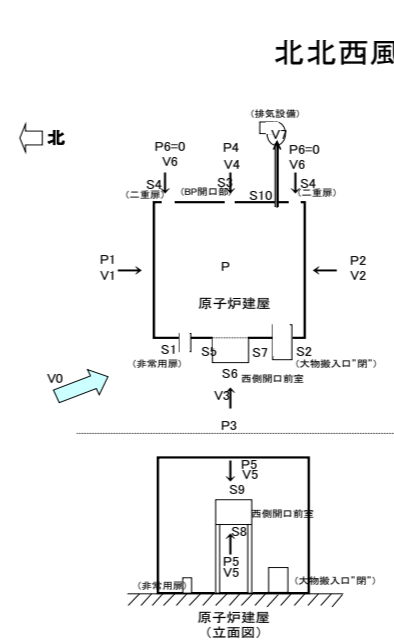 北北西風
(排気設備)
北
V7
P6=0
V6
P4
V4
P6=0
V6
S4
(二重扉)
S3
(BP開口部)
S10
S4
(二重扉)
P1
V1
P
P2
V2
原子炉建屋
S1
(非常用扉)
S5
S7
S2
(大物搬入口"閉")
S6
西側開口前室
V0
V3
P3
P5
V5
S9
西側開口前室
S8
P5
V5
(非常用扉)
(大物搬入口"閉")
原子炉建屋
(立面図)